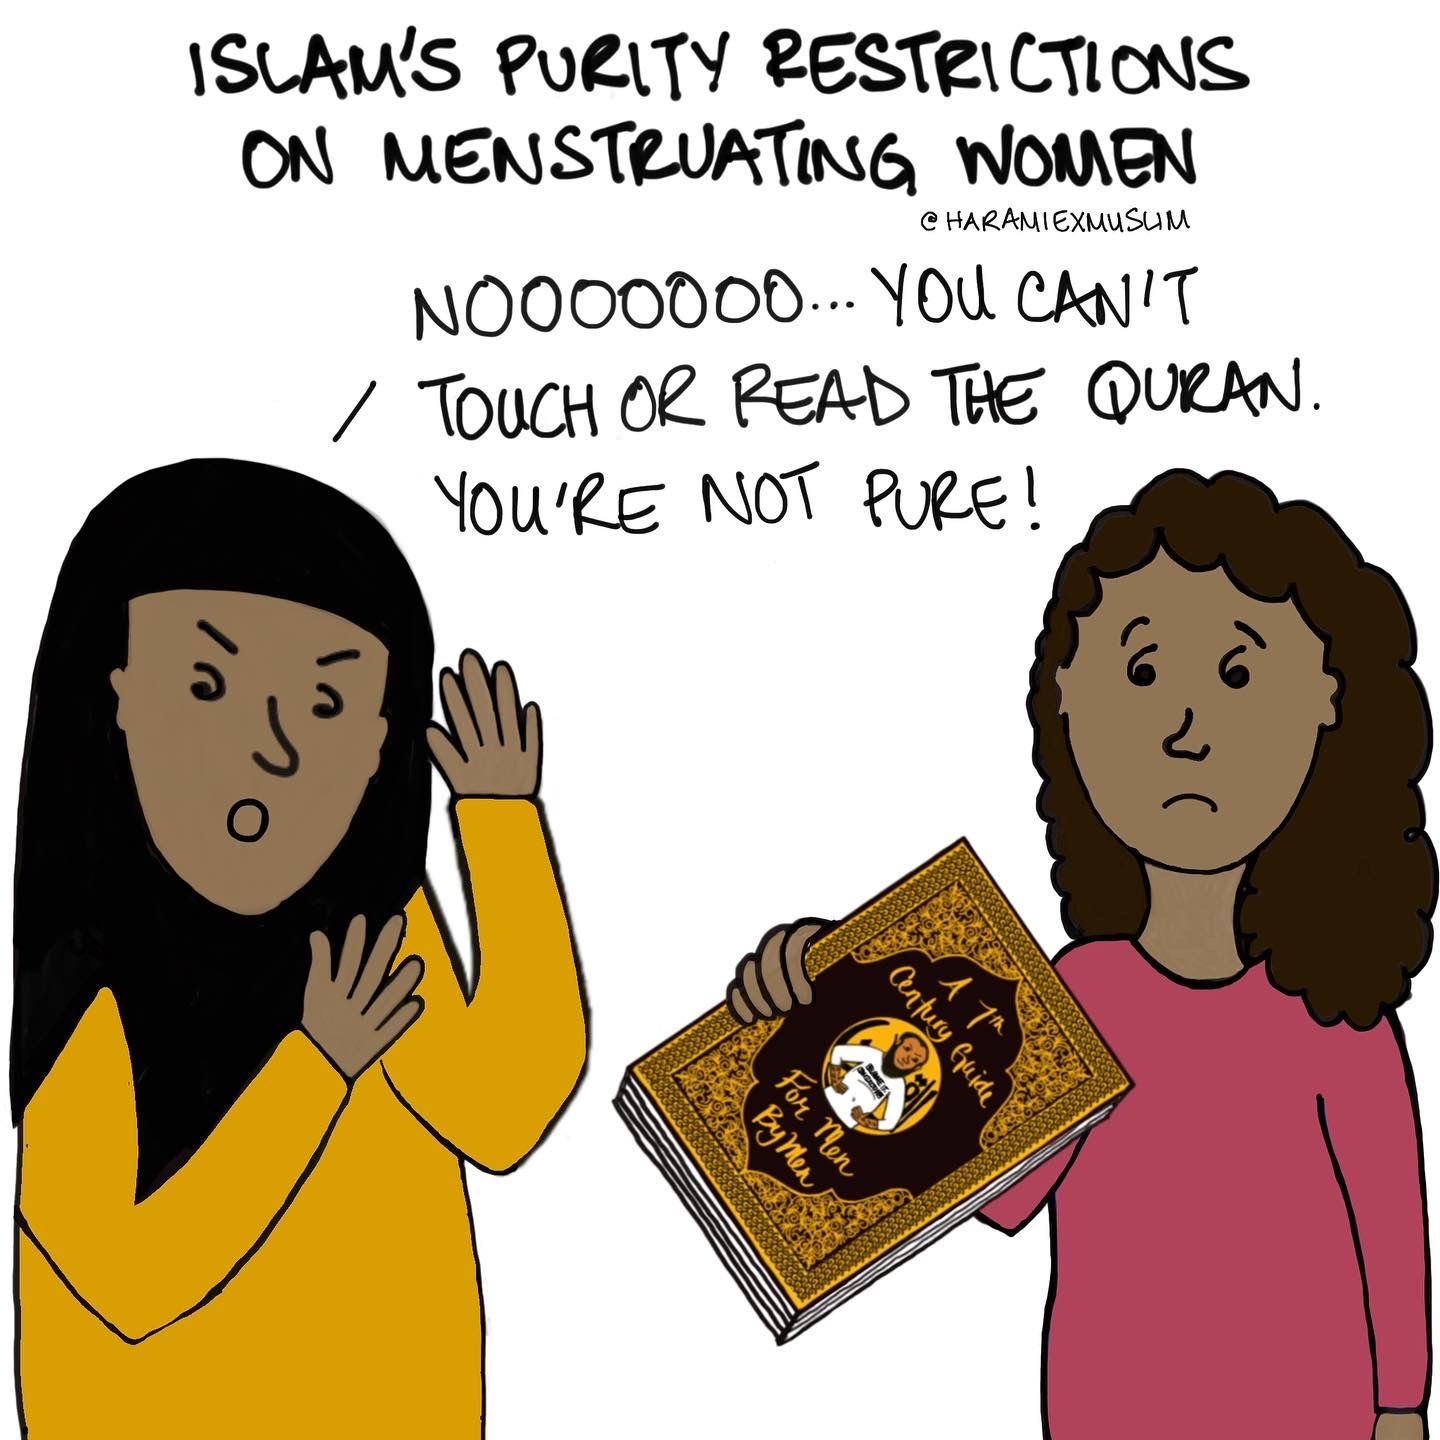 ISLAM'S PURITY RESTRICTIONS
ON MENSTRUATING WOMEN
@HARAMIEXMUSLIM
NOOOOOOO... YOU CAN'T
TOUCH OR READ THE QURAN.
YOU'RE NOT PURE!
A 7th
Century Guide
For Men
By Men